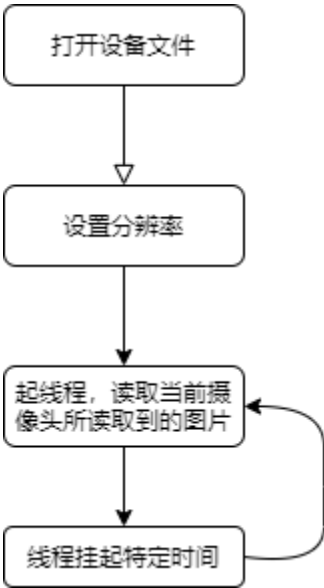 打开设备文件
设置分辨率
起线程，读取当前摄
像头所读取到的图片
线程挂起特定时间